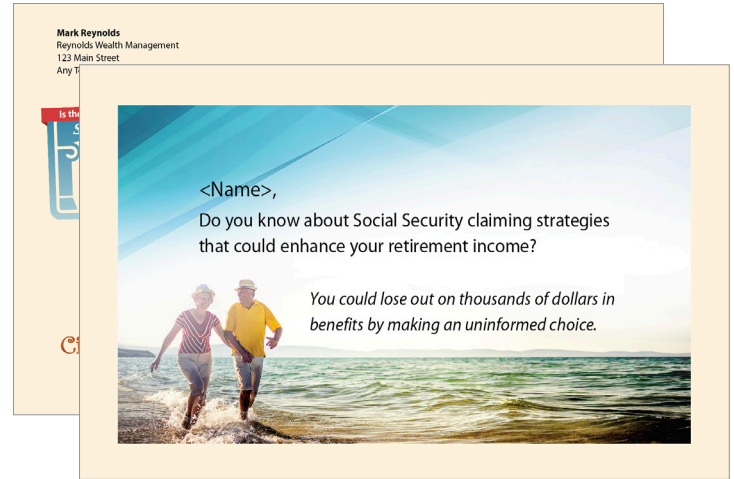 Mark Reynolds
Reynolds Wealth Management
123 Main Street
Any
Is the
<Name>,
Do you know about Social Security claiming strategies
that could enhance your retirement income?
You could lose out on thousands of dollars in
benefits by making an uninformed choice.